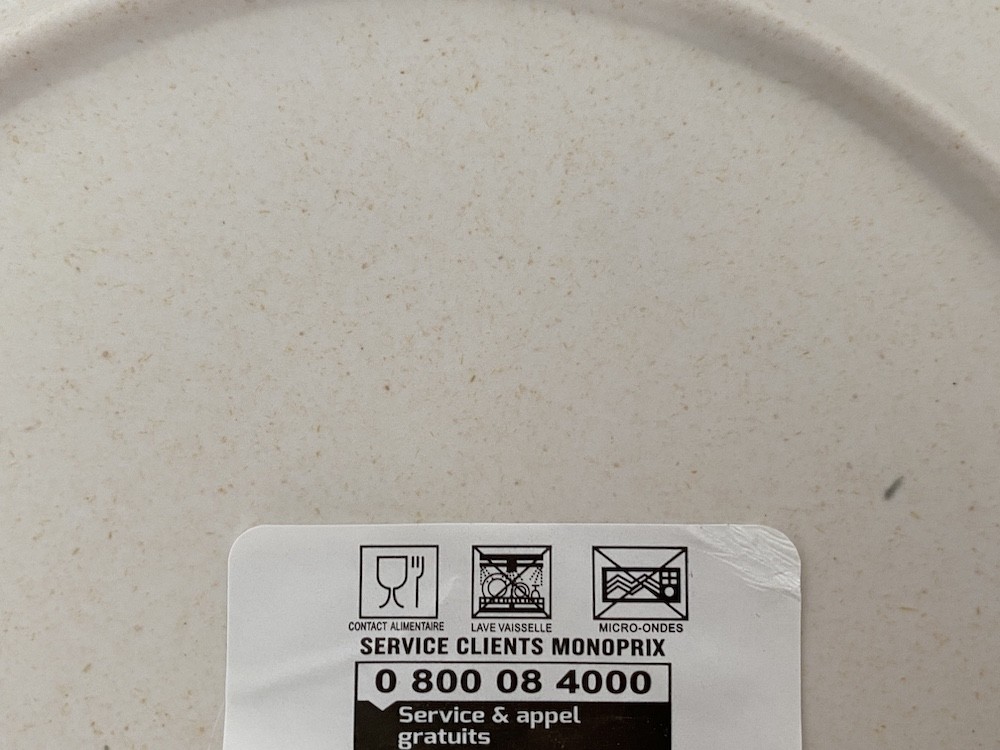 CONTACT ALIMENTAIRE LAVE VAISSELLE MICRO-ONDES
SERVICE CLIENTS MONOPRIX
0 800 08 4000
Service & appel
gratuits